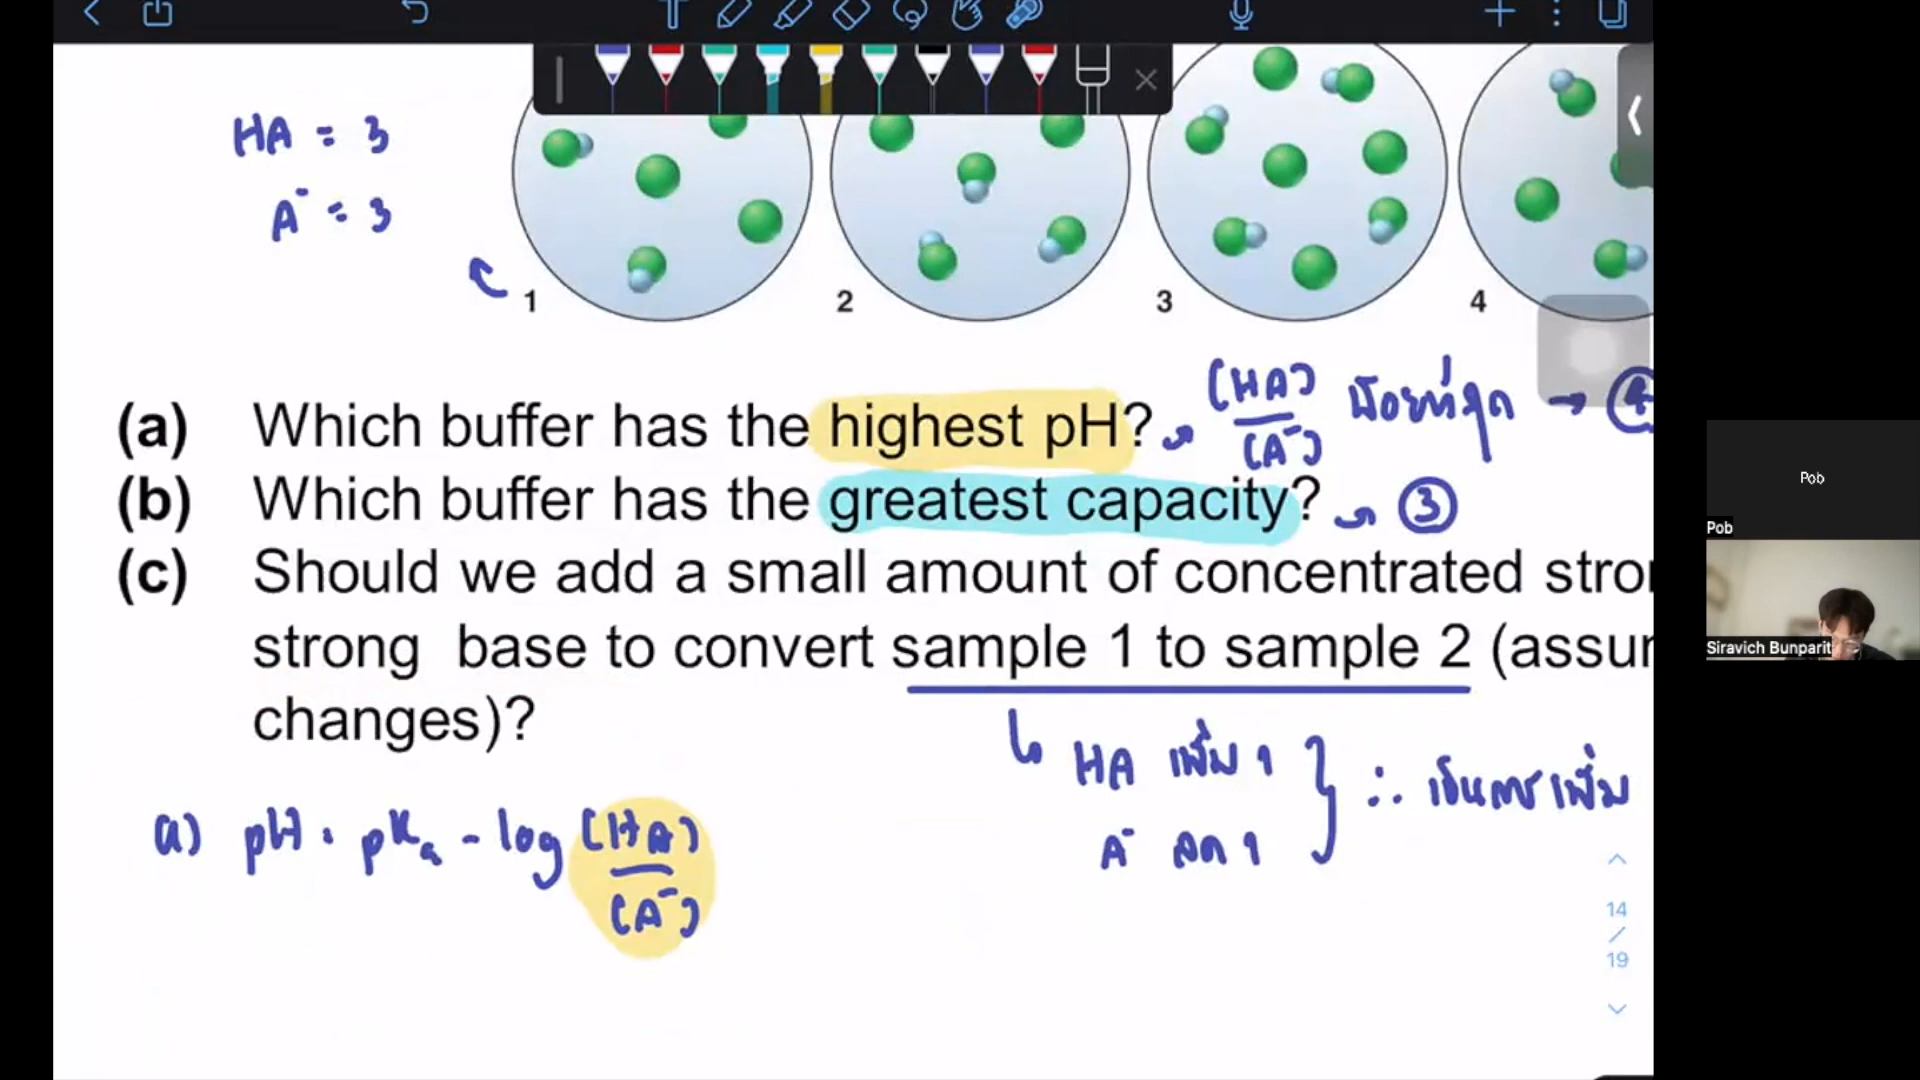 HA = 3
A⁻ = 3
1
2
3
4
(a) Which buffer has the highest pH? [HA] / [A⁻] น้อยที่สุด → ④
(b) Which buffer has the greatest capacity? ③
(c) Should we add a small amount of concentrated stro
strong base to convert sample 1 to sample 2 (assu
changes)?
HA เพิ่ม 1
A⁻ ลด 1
∴ เป็นการเพิ่ม
a) pH = pKa - log [HA] / [A⁻]
14
/
19
Pob
Pob
Siravich Bunparit